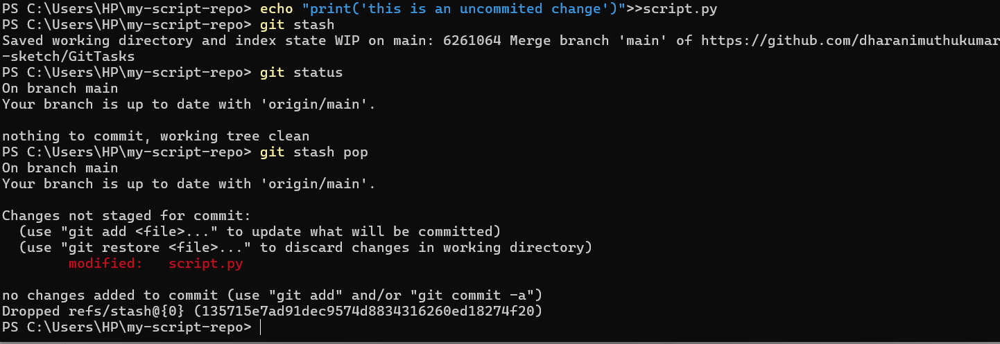 PS C:\Users\HP\my-script-repo> echo "print('this is an uncommited change')">>script.py
PS C:\Users\HP\my-script-repo> git stash
Saved working directory and index state WIP on main: 6261064 Merge branch 'main' of https://github.com/dharanimuthukumar
-sketch/GitTasks
PS C:\Users\HP\my-script-repo> git status
On branch main
Your branch is up to date with 'origin/main'.
nothing to commit, working tree clean
PS C:\Users\HP\my-script-repo> git stash pop
On branch main
Your branch is up to date with 'origin/main'.
Changes not staged for commit:
  (use "git add <file>..." to update what will be committed)
  (use "git restore <file>..." to discard changes in working directory)
        modified:   script.py
no changes added to commit (use "git add" and/or "git commit -a")
Dropped refs/stash@{0} (135715e7ad91dec9574d8834316260ed18274f20)
PS C:\Users\HP\my-script-repo>